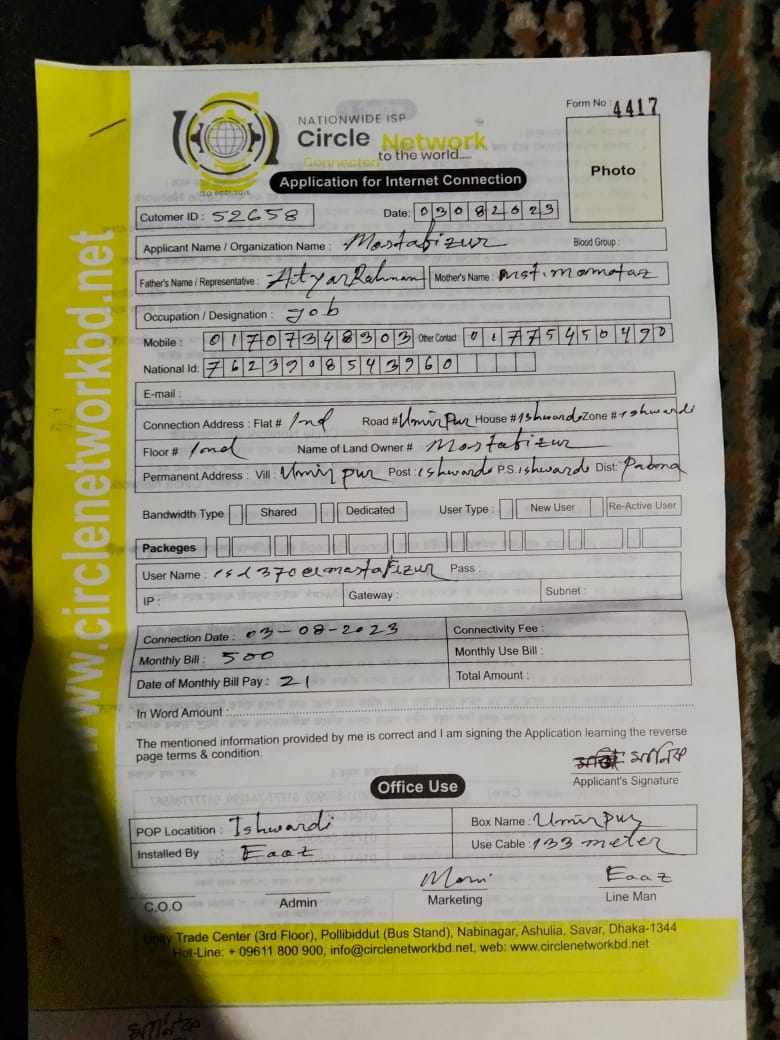 Form No : 4417
NATIONWIDE ISP
Circle Network
Connected to the world.....
ISO 9001:2015
Photo
Application for Internet Connection
Cutomer ID : 52658 Date: 03082023
Applicant Name / Organization Name : Mostafizur Blood Group :
Father's Name / Representative : Atyar Rahman Mother's Name : mst. momotaz
Occupation / Designation : Job
Mobile : 01707348303 Other Contact : 01775450490
National Id:
E-mail :
Connection Address : Flat # Road # Umirpur House # Ishwardi Zone # Ishwardi
Floor # Name of Land Owner # Mostafizur
Permanent Address : Vill : Umirpur Post : Ishwardi P.S. Ishwardi Dist: Pabna
Bandwidth Type Shared Dedicated User Type : New User Re-Active User
Packeges
User Name : Pass :
IP : Gateway : Subnet :
Connection Date : 03-08-2023 Connectivity Fee :
Monthly Bill : 500 Monthly Use Bill :
Date of Monthly Bill Pay : 21 Total Amount :
In Word Amount :
The mentioned information provided by me is correct and I am signing the Application learning the reverse
page terms & condition.
Applicant's Signature
Office Use
POP Locatition : Ishwardi Box Name : Umirpur
Installed By : Eaaz Use Cable : 133 meter
Eaaz
C.O.O Admin Marketing Line Man
Unity Trade Center (3rd Floor), Pollibiddut (Bus Stand), Nabinagar, Ashulia, Savar, Dhaka-1344
Hot-Line: + 09611 800 900, info@circlenetworkbd.net, web: www.circlenetworkbd.net
www.circlenetworkbd.net